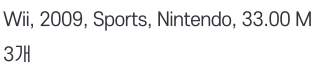 Wii, 2009, Sports, Nintendo, 33.00 M
3개